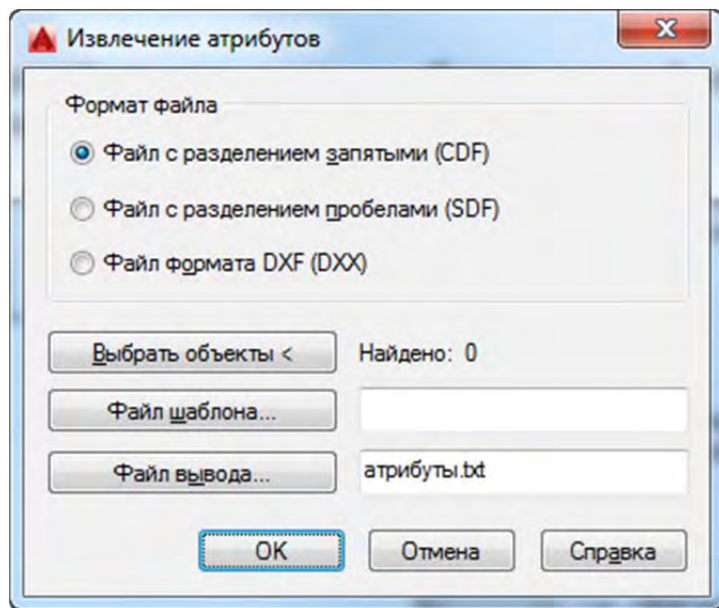 Извлечение атрибутов
Формат файла
Файл с разделением запятыми (CDF)
Файл с разделением пробелами (SDF)
Файл формата DXF (DXX)
Выбрать объекты < Найдено: 0
Файл шаблона...
Файл вывода... атрибуты.txt
OK Отмена Справка